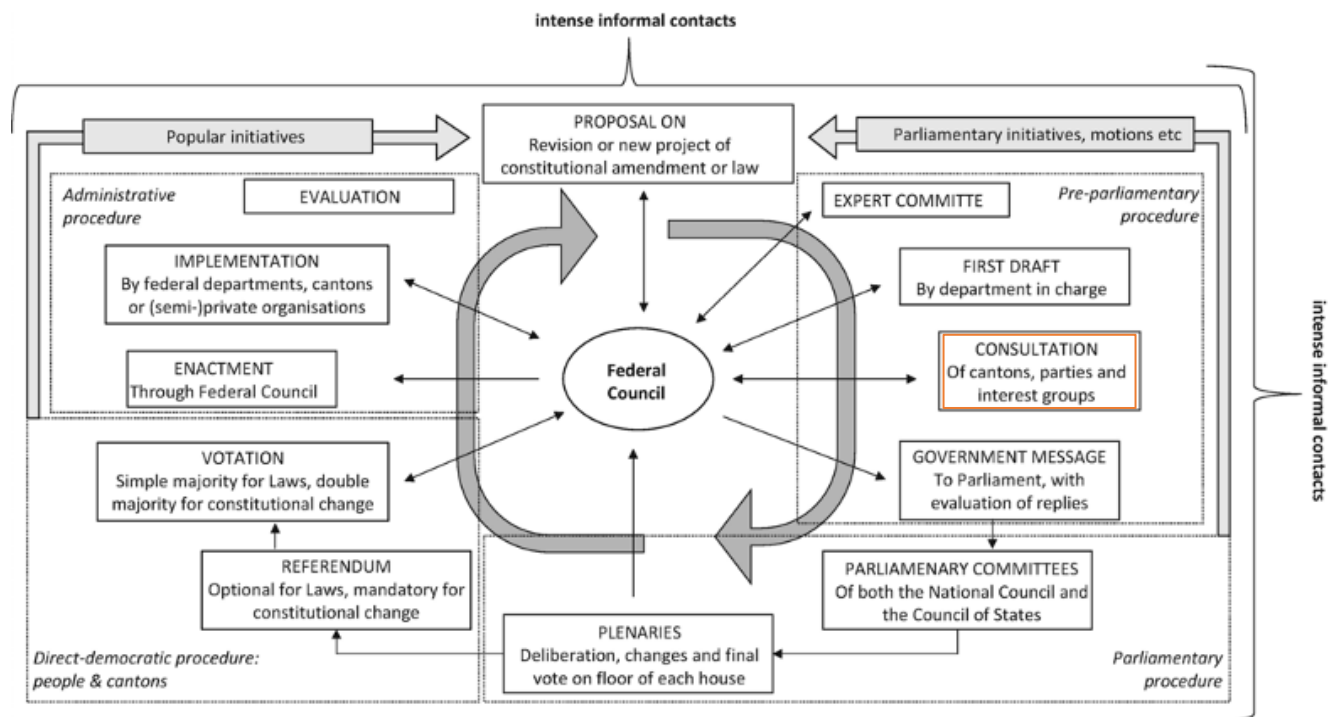 intense informal contacts
Popular initiatives
PROPOSAL ON
Revision or new project of
constitutional amendment or law
Parliamentary initiatives, motions etc
Administrative
procedure
EVALUATION
EXPERT COMMITTE
Pre-parliamentary
procedure
IMPLEMENTATION
By federal departments, cantons
or (semi-)private organisations
FIRST DRAFT
By department in charge
ENACTMENT
Through Federal Council
Federal
Council
CONSULTATION
Of cantons, parties and
interest groups
intense informal contacts
VOTATION
Simple majority for Laws, double
majority for constitutional change
GOVERNMENT MESSAGE
To Parliament, with
evaluation of replies
REFERENDUM
Optional for Laws, mandatory for
constitutional change
PARLIAMENARY COMMITTEES
Of both the National Council and
the Council of States
PLENARIES
Deliberation, changes and final
vote on floor of each house
Direct-democratic procedure:
people & cantons
Parliamentary
procedure